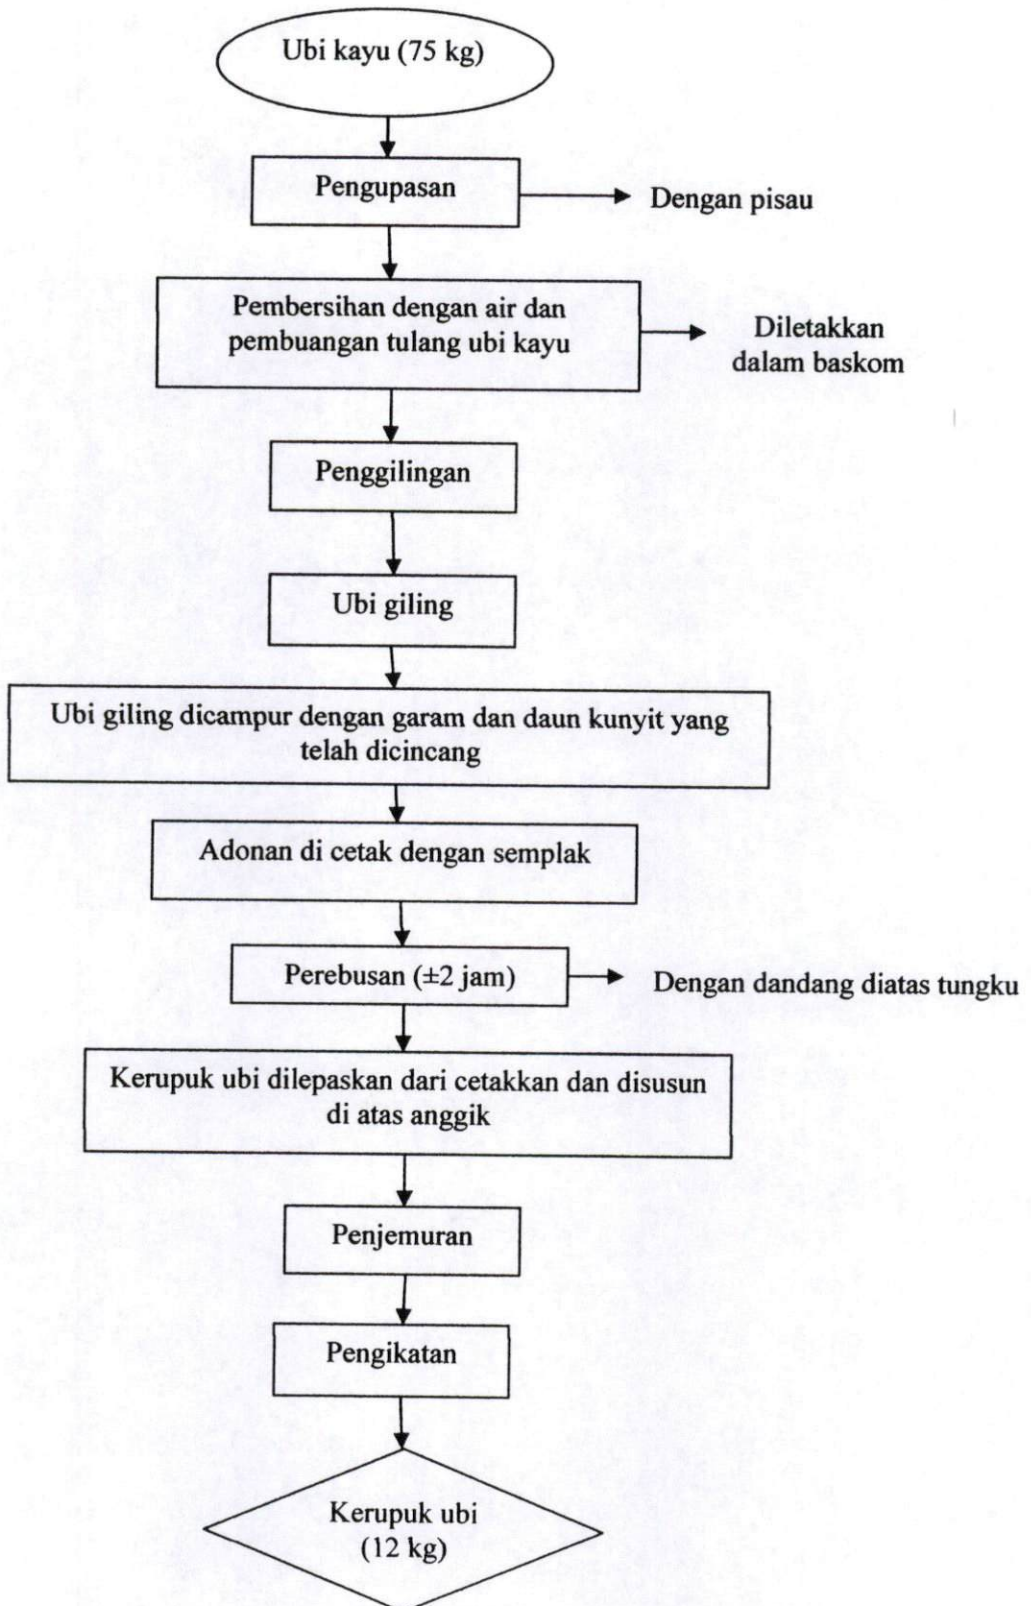 Ubi kayu (75 kg)
Pengupasan
Dengan pisau
Pembersihan dengan air dan
pembuangan tulang ubi kayu
Diletakkan
dalam baskom
Penggilingan
Ubi giling
Ubi giling dicampur dengan garam dan daun kunyit yang
telah dicincang
Adonan di cetak dengan semplak
Perebusan (±2 jam)
Dengan dandang diatas tungku
Kerupuk ubi dilepaskan dari cetakkan dan disusun
di atas anggik
Penjemuran
Pengikatan
Kerupuk ubi
(12 kg)